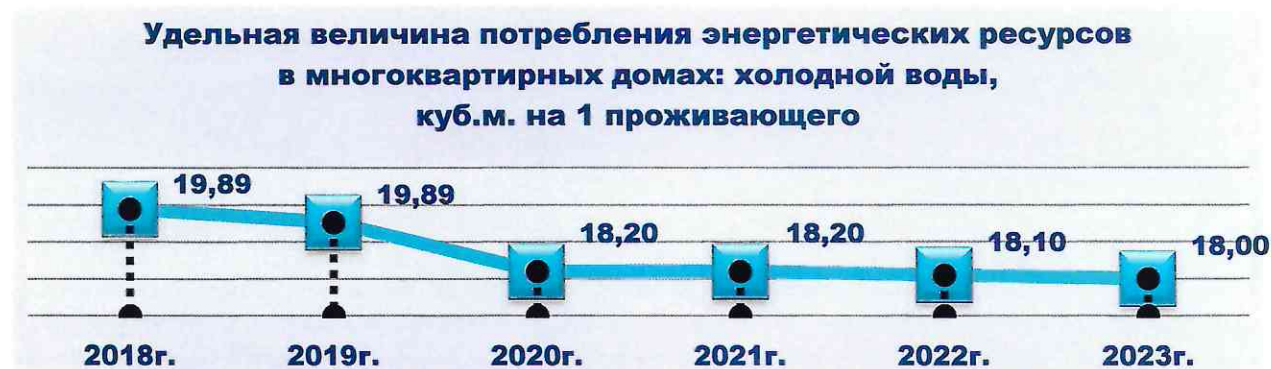 Удельная величина потребления энергетических ресурсов
в многоквартирных домах: холодной воды,
куб.м. на 1 проживающего
19,89
19,89
18,20
18,20
18,10
18,00
2018г.
2019г.
2020г.
2021г.
2022г.
2023г.